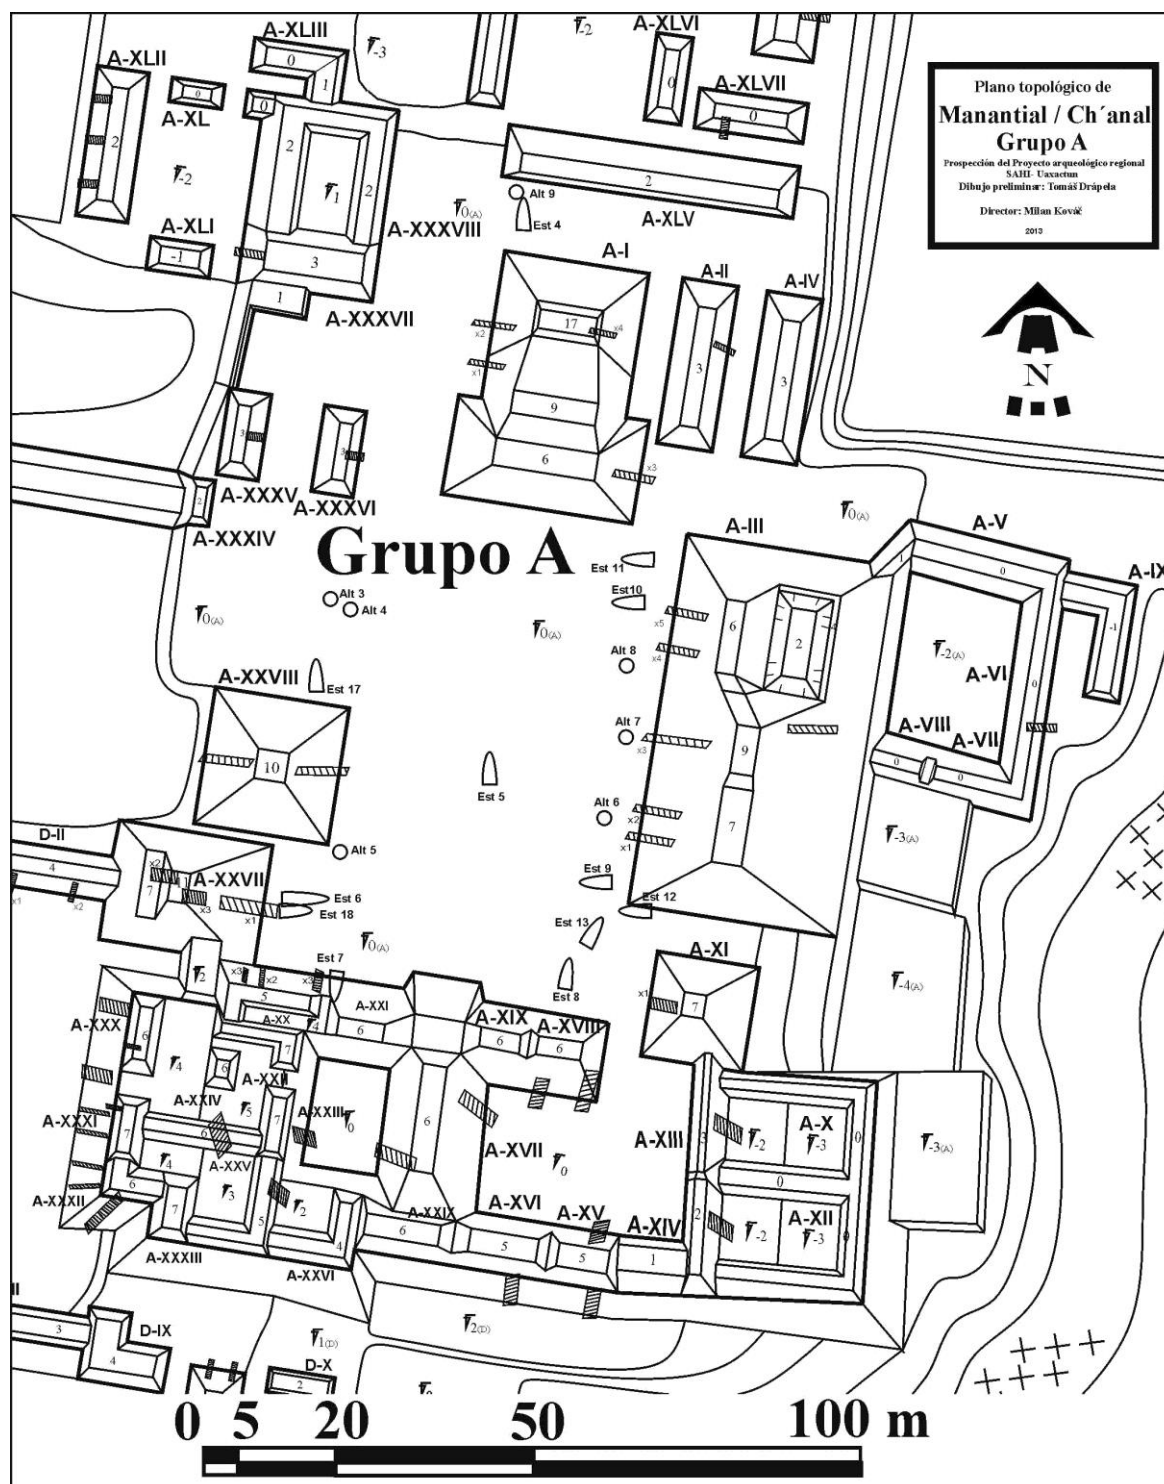 A-XLIII
A-XLII
A-XLVI
A-XLVII
A-XL
A-XLI
A-XXXVIII
A-XXXVII
A-XLV
Alt 9
Est 4
Plano topológico de
Manantial / Ch´anal
Grupo A
Prospección del Proyecto arqueológico regional
SAHI- Uaxactun
Dibujo preliminar: Tomáš Drápela
Director: Milan Kováč
2013
N
A-I
A-II
A-IV
17
9
6
A-XXXV
A-XXXVI
A-XXXIV
Grupo A
A-III
A-V
A-IX
A-VI
A-VIII
A-VII
Est 11
Est10
Alt 3
Alt 4
Alt 8
Alt 7
Alt 6
A-XXVIII
Est 17
10
Est 5
Alt 5
D-II
A-XXVII
Est 6
Est 18
Est 9
Est 12
Est 13
Est 7
Est 8
A-XI
A-XXI
A-XX
A-XIX
A-XVIII
A-XXX
A-XXII
A-XXIV
A-XXIII
A-XXXI
A-XXV
A-XVII
A-XIII
A-X
A-XXXII
A-XXIX
A-XVI
A-XV
A-XIV
A-XII
A-XXXIII
A-XXVI
D-IX
D-X
0 5 20 50 100 m